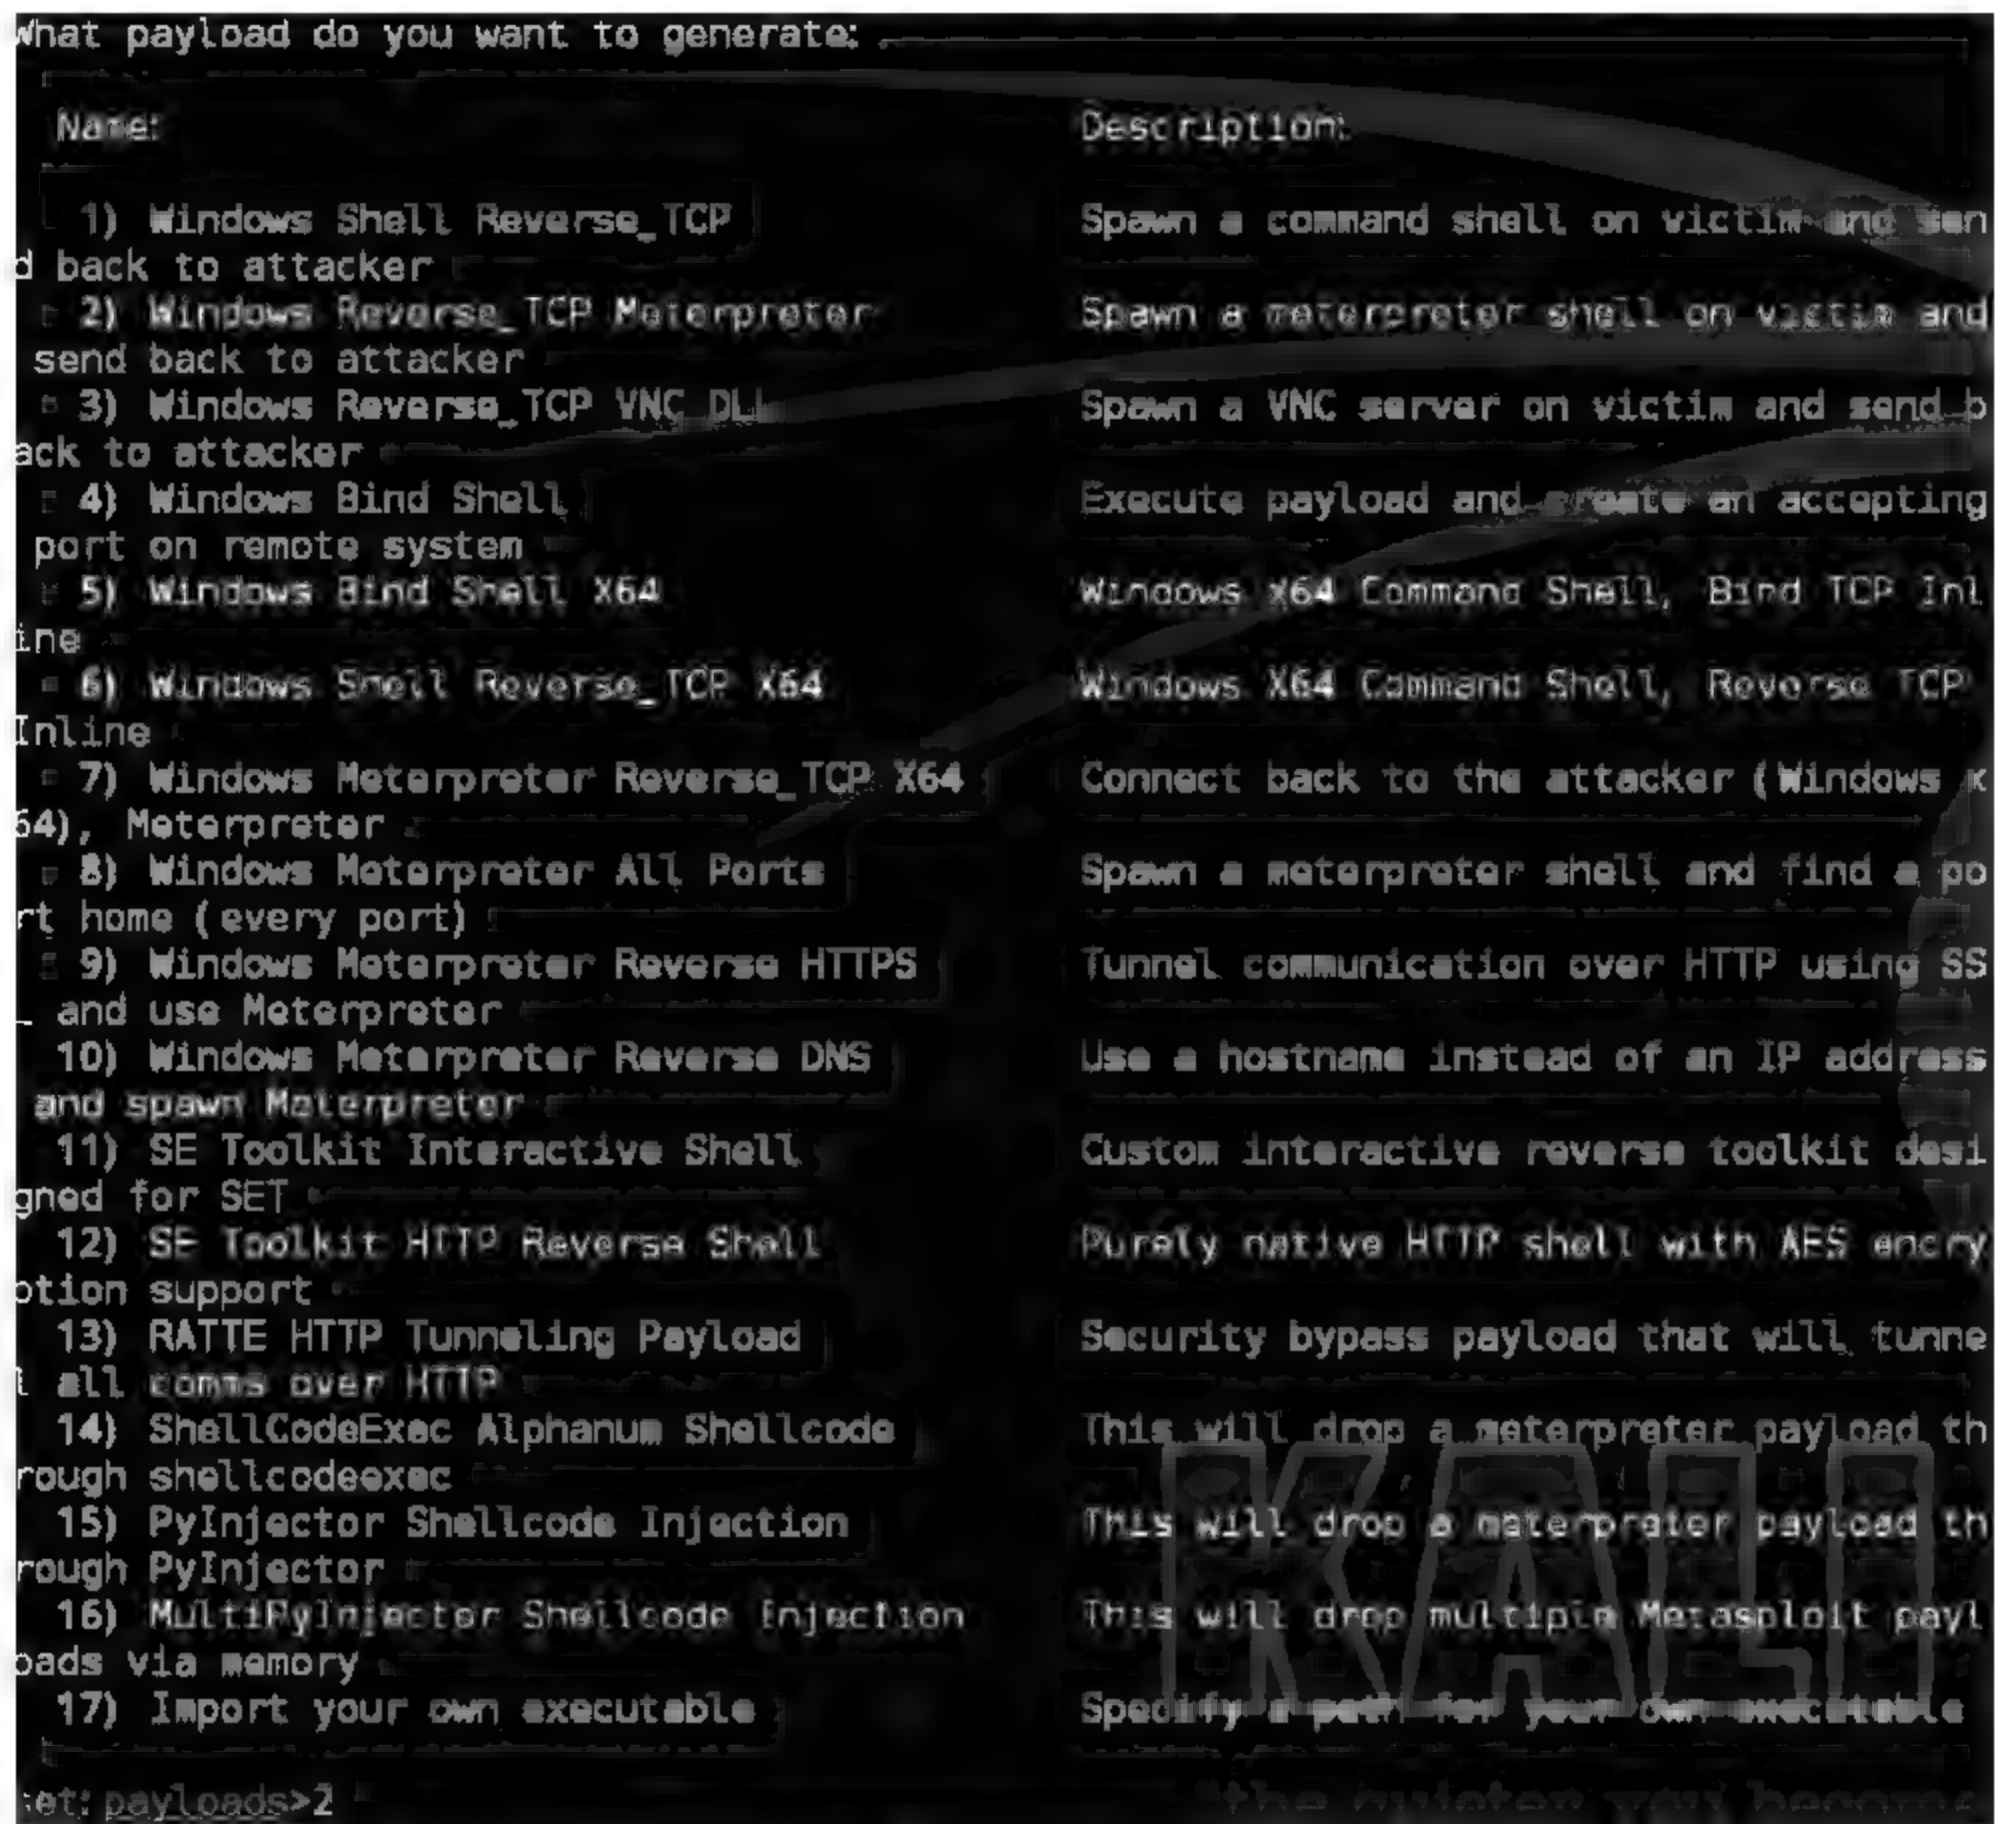 What payload do you want to generate:
Name: Description:
1) Windows Shell Reverse_TCP Spawn a command shell on victim and sen
d back to attacker
2) Windows Reverse_TCP Meterpreter Spawn a meterpreter shell on victim and
send back to attacker
3) Windows Reverse_TCP VNC DLL Spawn a VNC server on victim and send b
ack to attacker
4) Windows Bind Shell Execute payload and create an accepting
port on remote system
5) Windows Bind Shell X64 Windows x64 Command Shell, Bind TCP Inl
ine
6) Windows Shell Reverse_TCP X64 Windows X64 Command Shell, Reverse TCP
Inline
7) Windows Meterpreter Reverse_TCP X64 Connect back to the attacker (Windows x
64), Meterpreter
8) Windows Meterpreter All Ports Spawn a meterpreter shell and find a po
rt home (every port)
9) Windows Meterpreter Reverse HTTPS Tunnel communication over HTTP using SS
L and use Meterpreter
10) Windows Meterpreter Reverse DNS Use a hostname instead of an IP address
and spawn Meterpreter
11) SE Toolkit Interactive Shell Custom interactive reverse toolkit desi
gned for SET
12) SE Toolkit HTTP Reverse Shell Purely native HTTP shell with AES encry
ption support
13) RATTE HTTP Tunneling Payload Security bypass payload that will tunne
l all comms over HTTP
14) ShellCodeExec Alphanum Shellcode This will drop a meterpreter payload th
rough shellcodeexec
15) PyInjector Shellcode Injection This will drop a meterpreter payload th
rough PyInjector
16) MultiPyInjector Shellcode Injection This will drop multiple Metasploit payl
oads via memory
17) Import your own executable Specify a path for your own executable
KALI
set:payloads>2
"the quieter you become